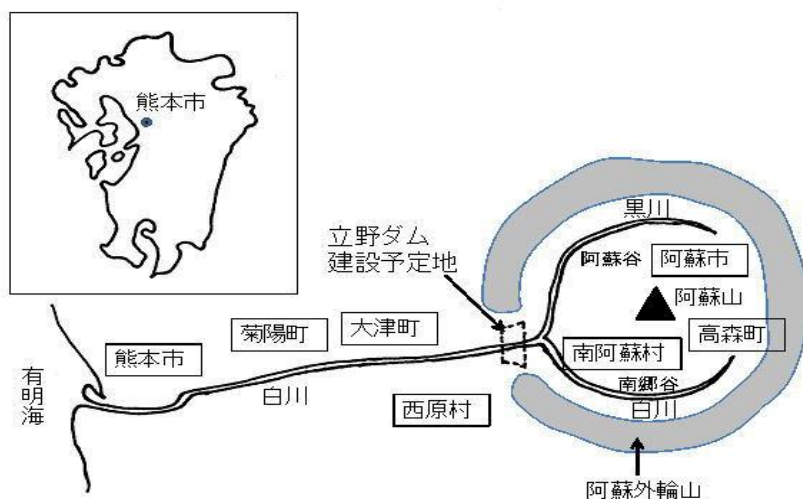 熊本市
黒川
立野ダム
建設予定地
阿蘇谷
阿蘇市
阿蘇山
大津町
菊陽町
高森町
熊本市
南阿蘇村
有明海
南郷谷
白川
白川
西原村
阿蘇外輪山